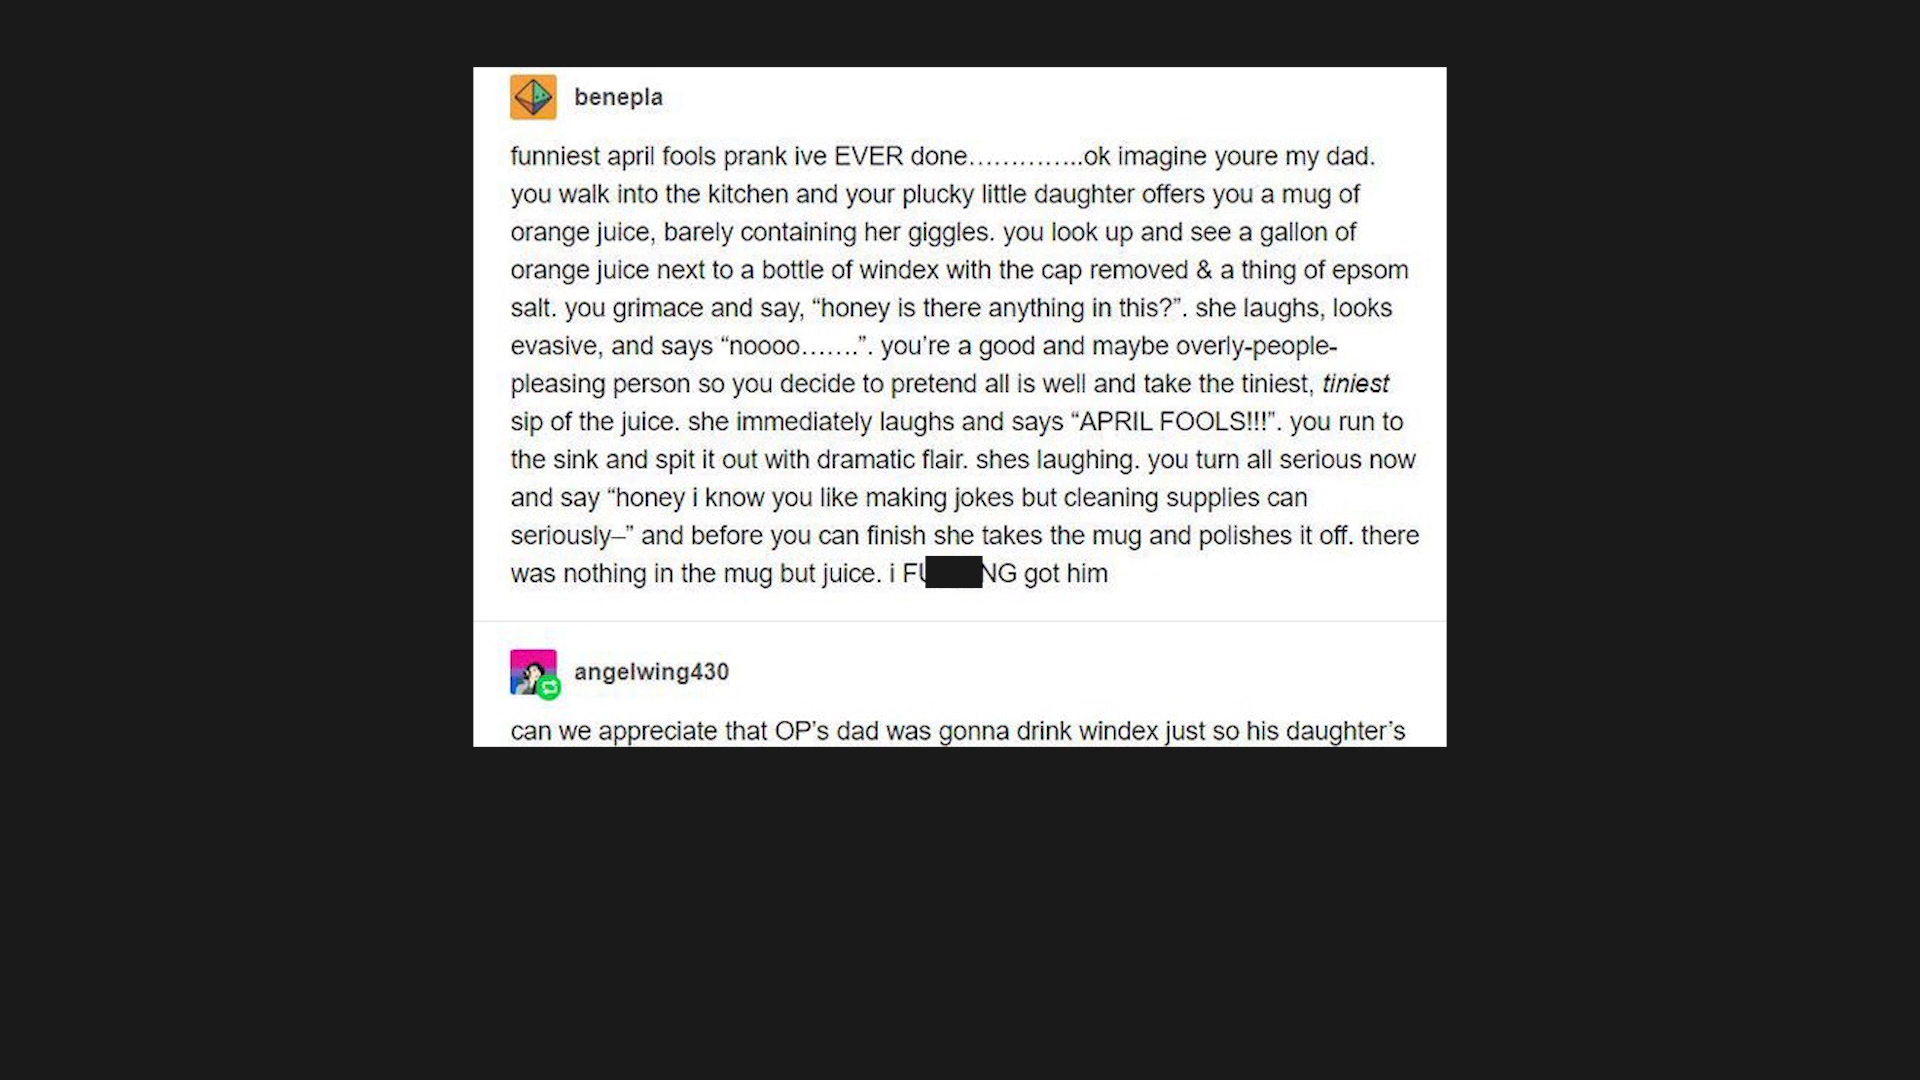 benepla
funniest april fools prank ive EVER done…………..ok imagine youre my dad.
you walk into the kitchen and your plucky little daughter offers you a mug of
orange juice, barely containing her giggles. you look up and see a gallon of
orange juice next to a bottle of windex with the cap removed & a thing of epsom
salt. you grimace and say, “honey is there anything in this?”. she laughs, looks
evasive, and says “noooo…….”. you’re a good and maybe overly-people-
pleasing person so you decide to pretend all is well and take the tiniest, tiniest
sip of the juice. she immediately laughs and says “APRIL FOOLS!!!”. you run to
the sink and spit it out with dramatic flair. shes laughing. you turn all serious now
and say “honey i know you like making jokes but cleaning supplies can
seriously–” and before you can finish she takes the mug and polishes it off. there
was nothing in the mug but juice. i got him
angelwing430
can we appreciate that OP’s dad was gonna drink windex just so his daughter’s